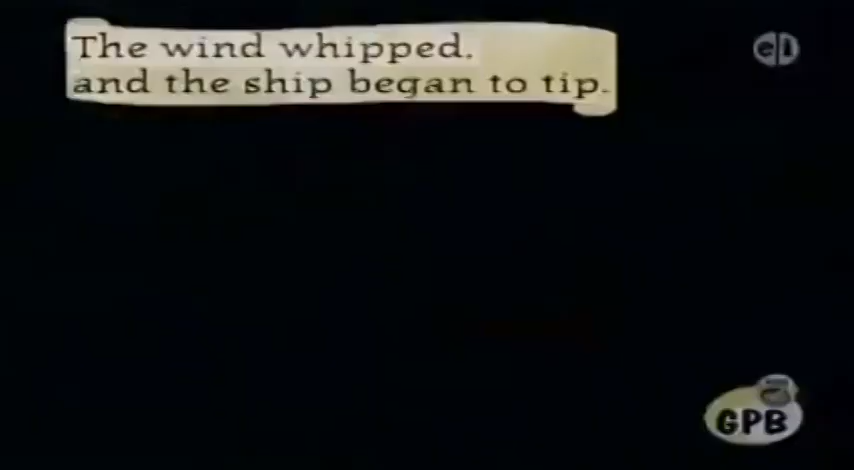 The wind whipped,
and the ship began to tip.
e i
GPB